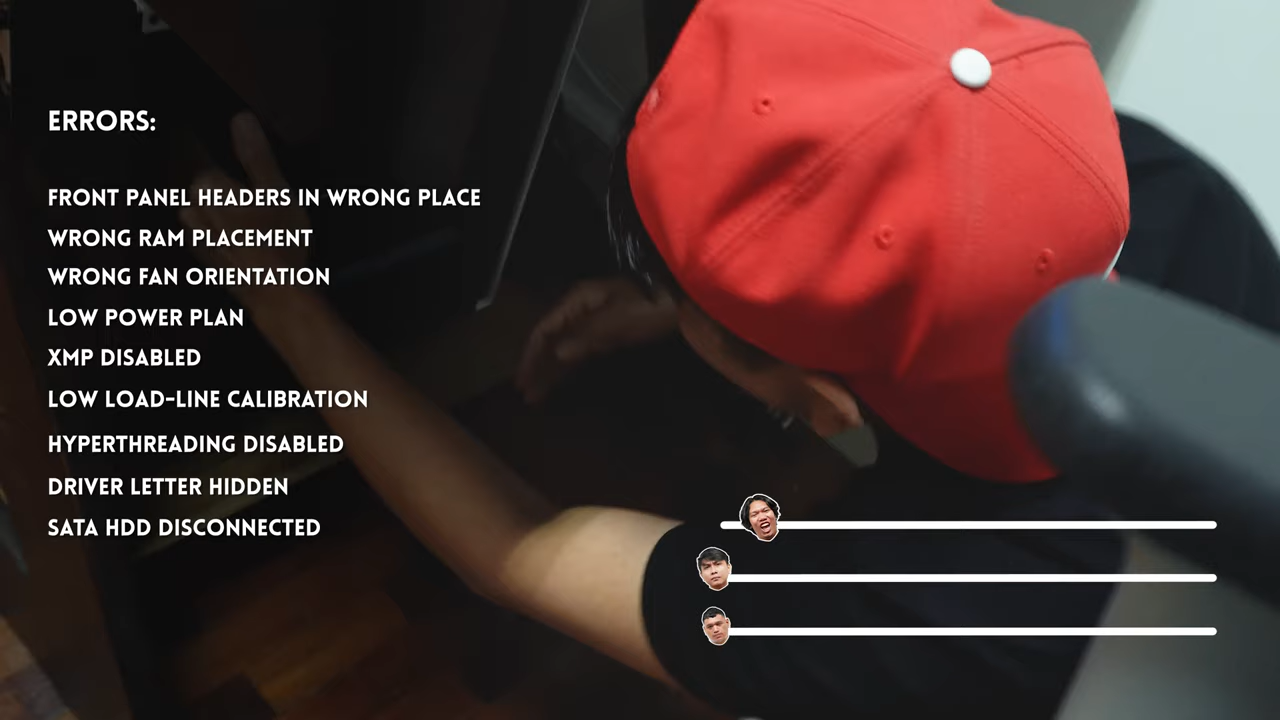 ERRORS:
FRONT PANEL HEADERS IN WRONG PLACE
WRONG RAM PLACEMENT
WRONG FAN ORIENTATION
LOW POWER PLAN
XMP DISABLED
LOW LOAD-LINE CALIBRATION
HYPERTHREADING DISABLED
DRIVER LETTER HIDDEN
SATA HDD DISCONNECTED